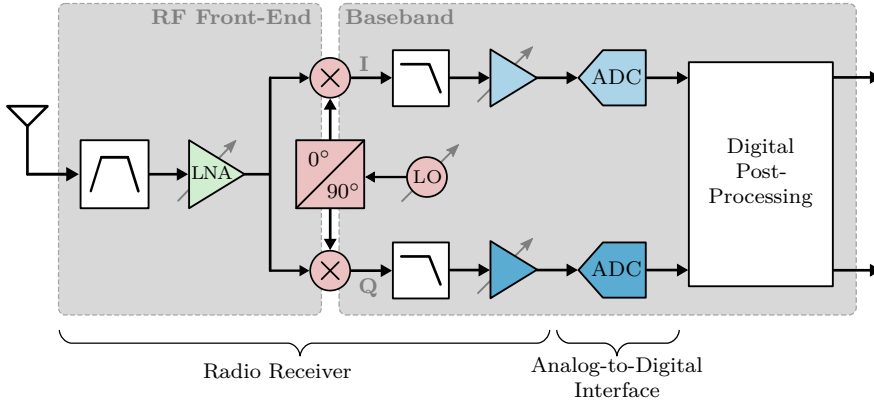 RF Front-End
Baseband
I
ADC
LNA
0°
90°
LO
Digital
Post-
Processing
Q
ADC
Radio Receiver
Analog-to-Digital
Interface